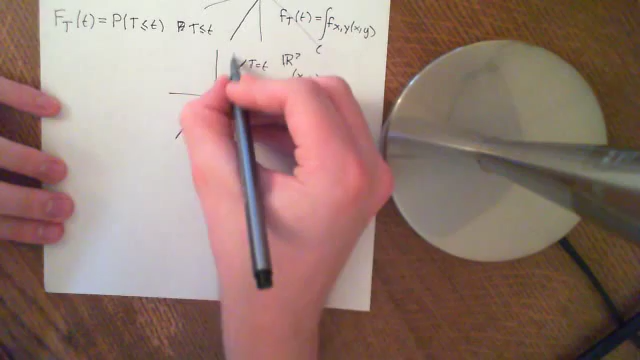 F_T(t) = P(T ≤ t) T ≤ t f_T(t) = ∫ f_{x,y}(x,y)
C
T=t ℝ²